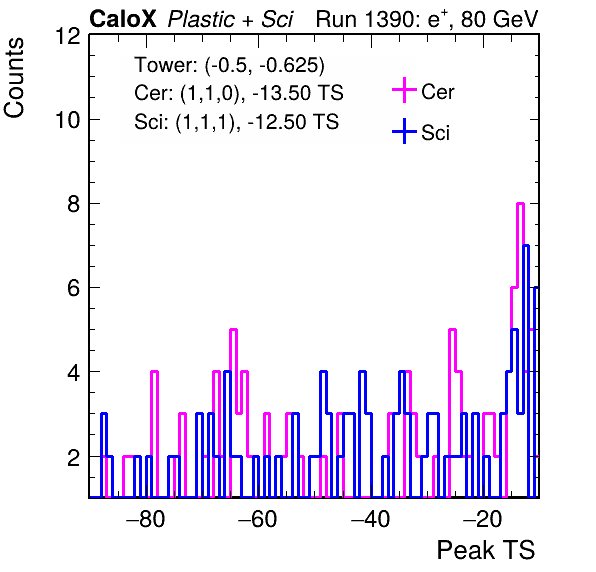 CaloX Plastic + Sci Run 1390: e+, 80 GeV
Counts
12
10
8
6
4
2
Tower: (-0.5, -0.625)
Cer: (1,1,0), -13.50 TS
Sci: (1,1,1), -12.50 TS
Cer
Sci
−80 −60 −40 −20
Peak TS